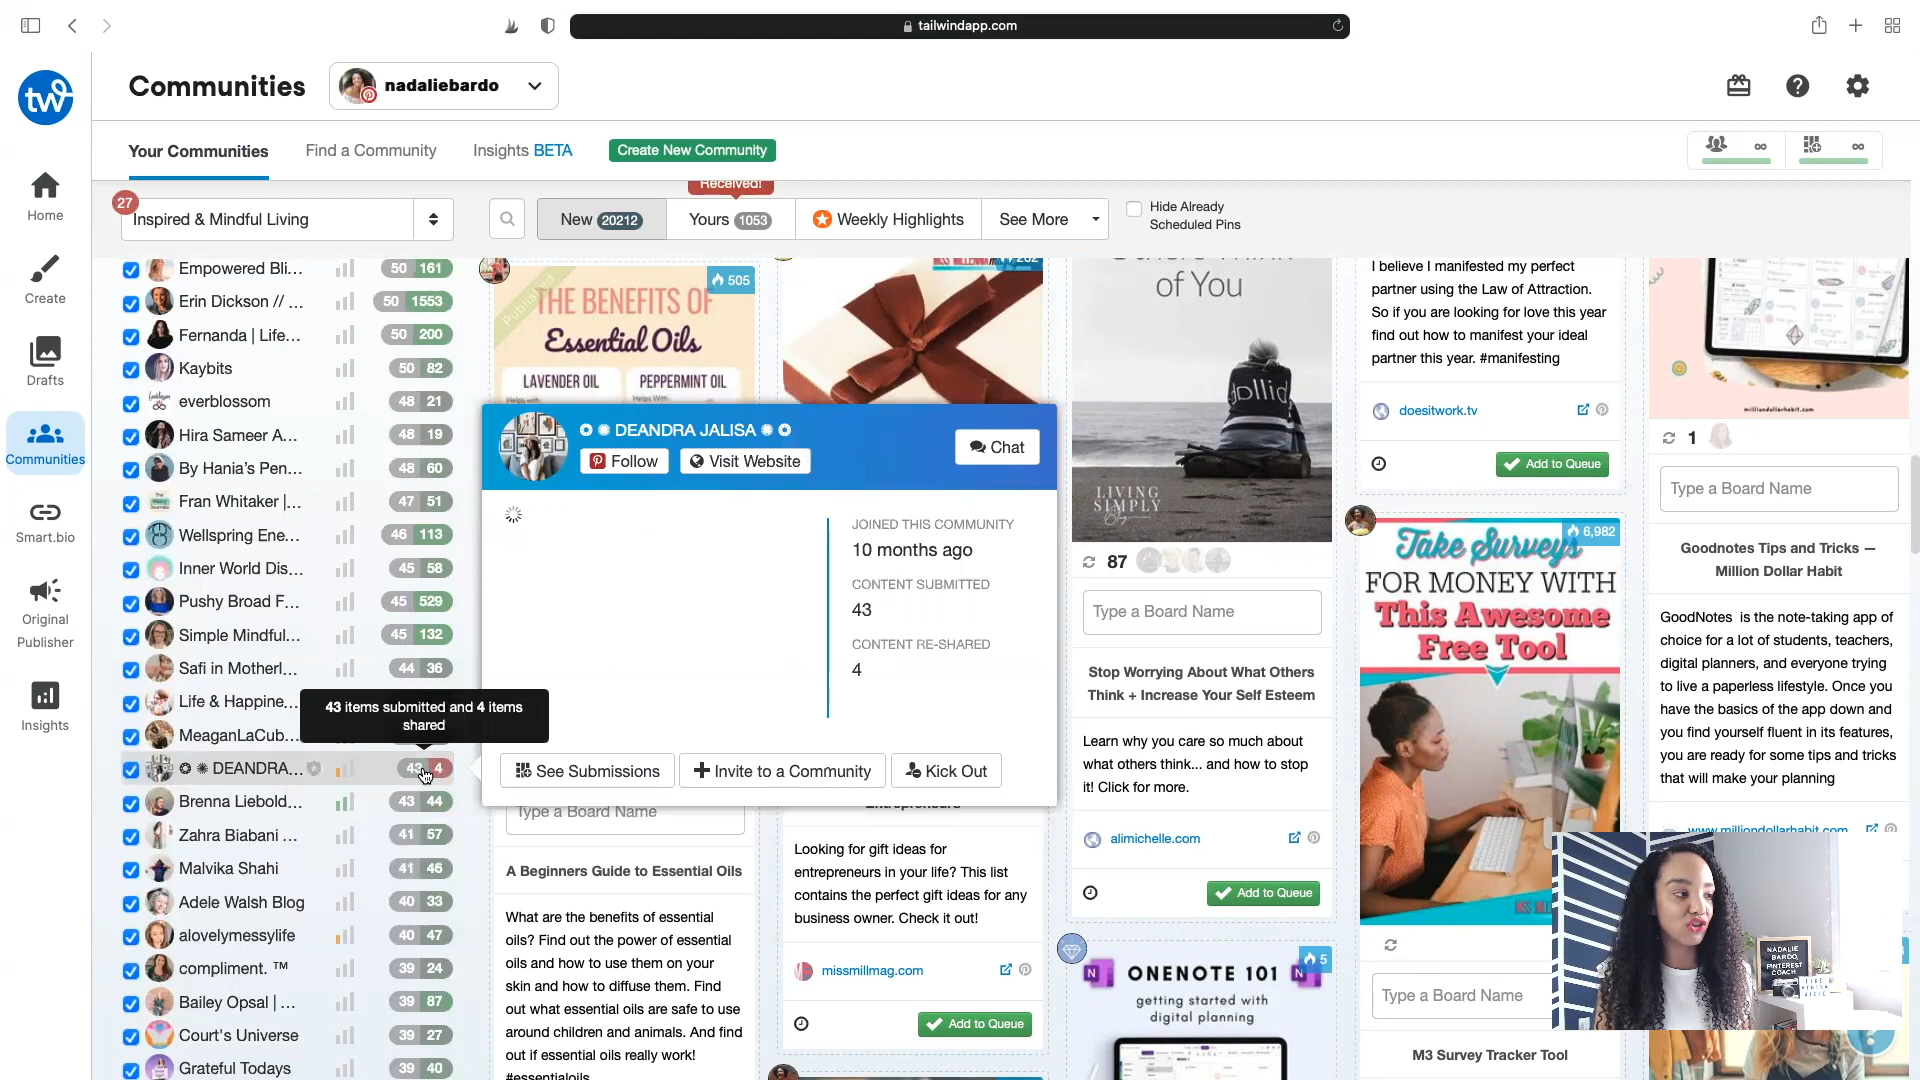 tailwindapp.com
tw
Communities
nadaliebardo
Your Communities
Find a Community
Insights BETA
Create New Community
∞
∞
Home
Create
Drafts
Communities
Smart.bio
Original
Publisher
Insights
27
Inspired & Mindful Living
Received!
New 20212
Yours 1053
Weekly Highlights
See More
Hide Already
Scheduled Pins
Empowered Bli... 50 161
Erin Dickson // ... 50 1553
Fernanda | Life... 50 200
Kaybits 50 82
everblossom 48 21
Hira Sameer A... 48 19
By Hania's Pen... 48 60
Fran Whitaker |... 47 51
Wellspring Ene... 46 113
Inner World Dis... 45 58
Pushy Broad F... 45 529
Simple Mindful... 45 132
Safi in Motherl... 44 36
Life & Happine...
MeaganLaCub...
DEANDRA... 43 4
Brenna Liebold... 43 44
Zahra Biabani ... 41 57
Malvika Shahi 41 46
Adele Walsh Blog 40 33
alovelymessylife 40 47
compliment. ™ 39 24
Bailey Opsal | ... 39 87
Court's Universe 39 27
Grateful Todays 39 40
43 items submitted and 4 items
shared
Published
505
THE BENEFITS OF
Essential Oils
LAVENDER OIL
PEPPERMINT OIL
Helps with:
Helps With:
DEANDRA JALISA
Follow
Visit Website
Chat
JOINED THIS COMMUNITY
10 months ago
CONTENT SUBMITTED
43
CONTENT RE-SHARED
4
See Submissions
Invite to a Community
Kick Out
Type a Board Name
A Beginners Guide to Essential Oils
What are the benefits of essential
oils? Find out the power of essential
oils and how to use them on your
skin and how to diffuse them. Find
out what essential oils are safe to use
around children and animals. And find
out if essential oils really work!
#essentialoils
Entrepreneurs
Looking for gift ideas for
entrepreneurs in your life? This list
contains the perfect gift ideas for any
business owner. Check it out!
missmillmag.com
Add to Queue
Others Think
of You
LIVING
SIMPLY
Blog
87
Type a Board Name
Stop Worrying About What Others
Think + Increase Your Self Esteem
Learn why you care so much about
what others think... and how to stop
it! Click for more.
alimichelle.com
Add to Queue
5
N ONENOTE 101 N
getting started with
digital planning
I believe I manifested my perfect
partner using the Law of Attraction.
So if you are looking for love this year
find out how to manifest your ideal
partner this year. #manifesting
doesitwork.tv
Add to Queue
6,982
Take Surveys
FOR MONEY WITH
This Awesome
Free Tool
Type a Board Name
M3 Survey Tracker Tool
milliondollarhabit.com
1
Type a Board Name
Goodnotes Tips and Tricks —
Million Dollar Habit
GoodNotes is the note-taking app of
choice for a lot of students, teachers,
digital planners, and everyone trying
to live a paperless lifestyle. Once you
have the basics of the app down and
you find yourself fluent in its features,
you are ready for some tips and tricks
that will make your planning
www.milliondollarhabit.com
NADALIE
BARDO,
PINTEREST
COACH